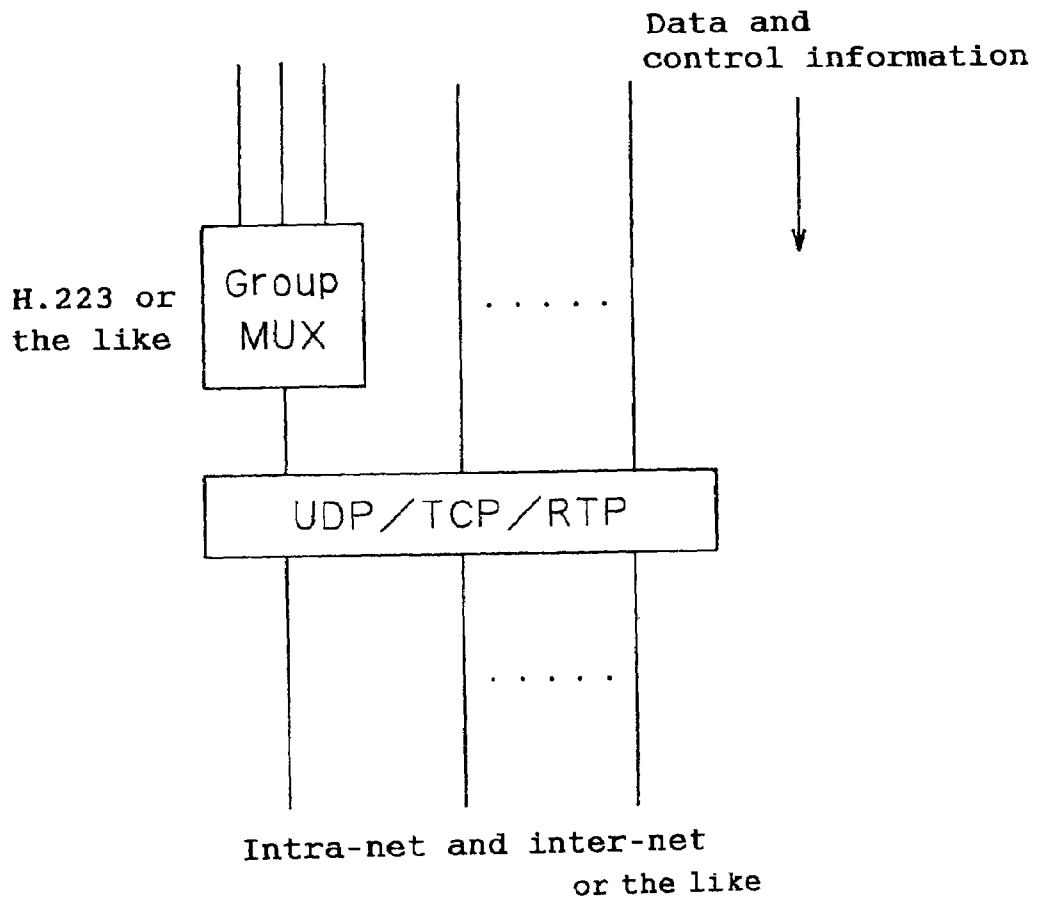 Data and
control information
Group
MUX
H.223 or
the like
. . . . .
UDP/TCP/RTP
. . . . .
Intra-net and inter-net
or the like